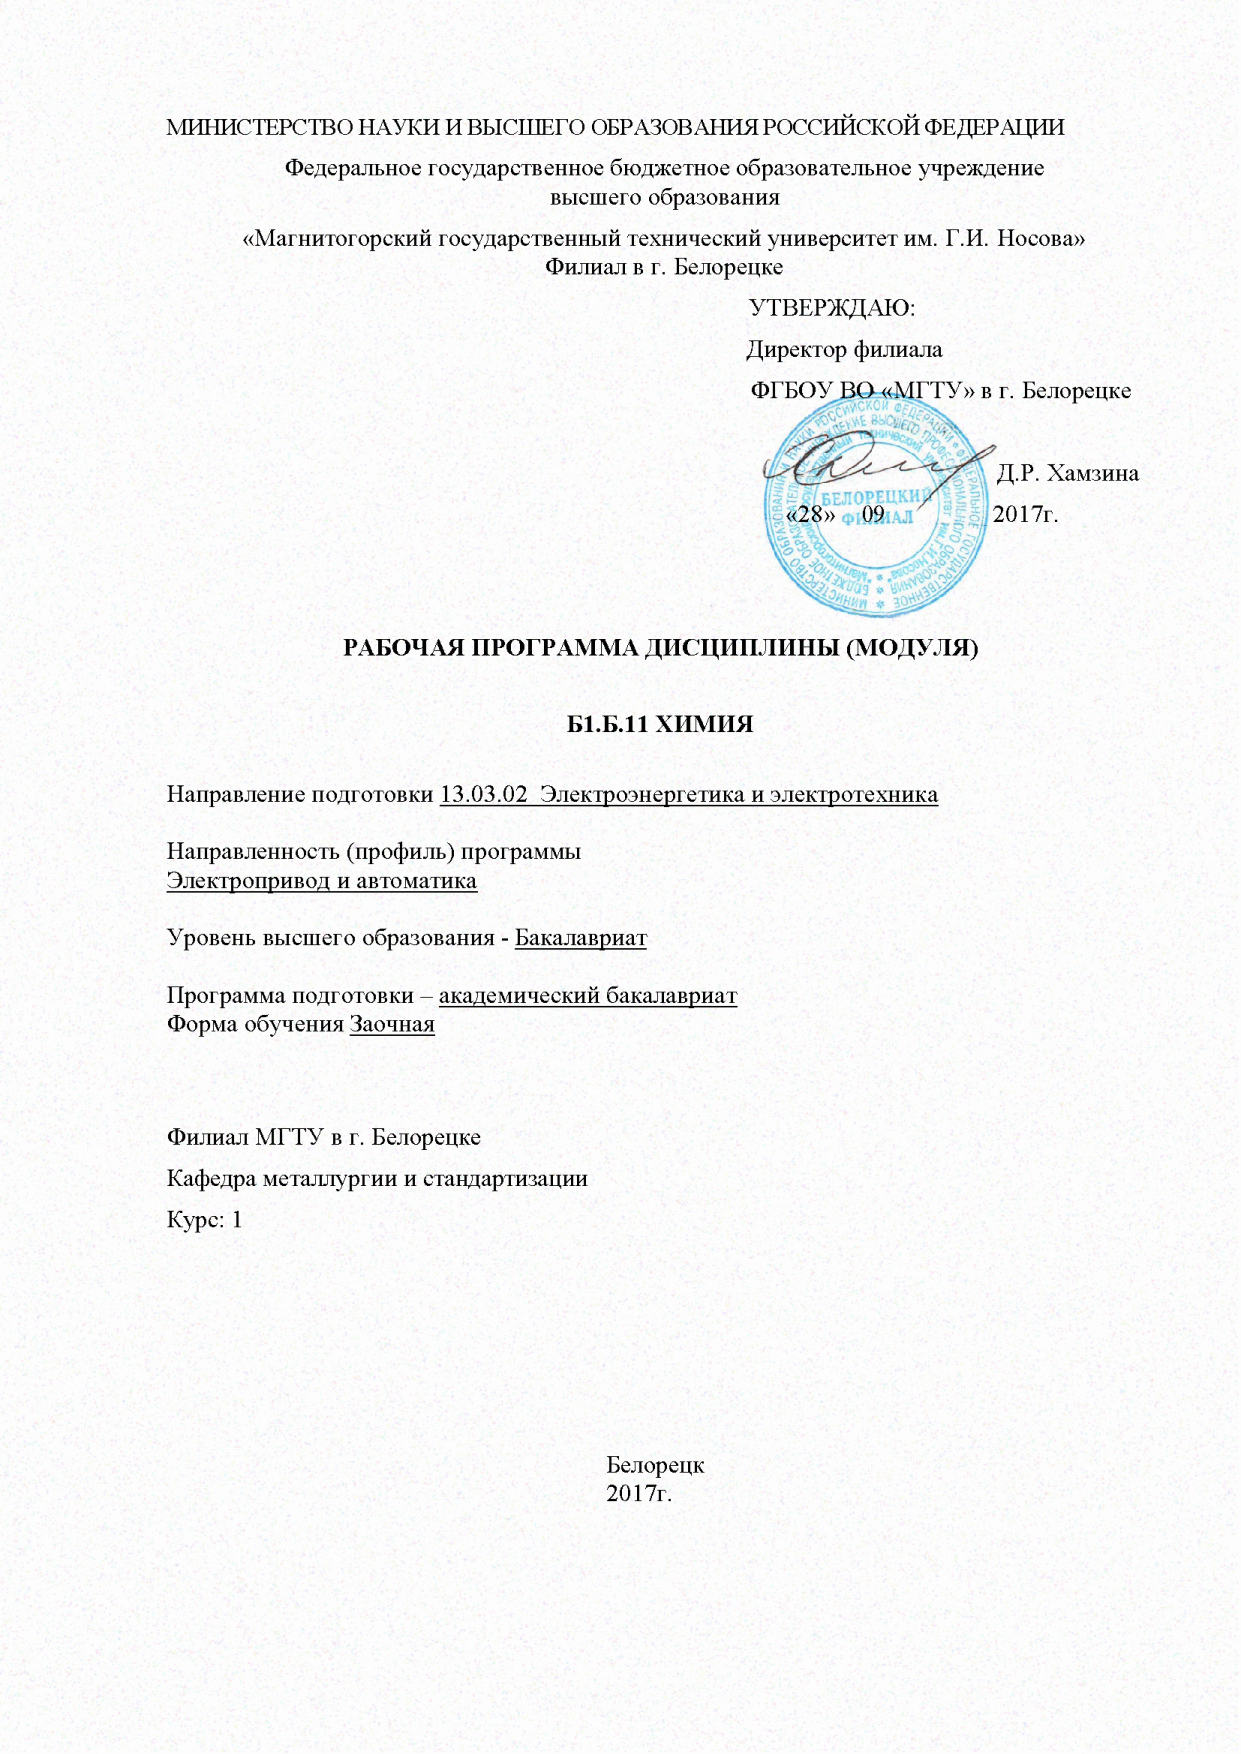 МИНИСТЕРСТВО НАУКИ И ВЫСШЕГО ОБРАЗОВАНИЯ РОССИЙСКОЙ ФЕДЕРАЦИИ
Федеральное государственное бюджетное образовательное учреждение
высшего образования
«Магнитогорский государственный технический университет им. Г.И. Носова»
Филиал в г. Белорецке
УТВЕРЖДАЮ:
Директор филиала
ФГБОУ ВО «МГТУ» в г. Белорецке
Д.Р. Хамзина
БЕЛОРЕЦКИЙ
ФИЛИАЛ
«28» 09 2017г.
РАБОЧАЯ ПРОГРАММА ДИСЦИПЛИНЫ (МОДУЛЯ)
Б1.Б.11 ХИМИЯ
Направление подготовки 13.03.02 Электроэнергетика и электротехника
Направленность (профиль) программы
Электропривод и автоматика
Уровень высшего образования - Бакалавриат
Программа подготовки – академический бакалавриат
Форма обучения Заочная
Филиал МГТУ в г. Белорецке
Кафедра металлургии и стандартизации
Курс: 1
Белорецк
2017г.